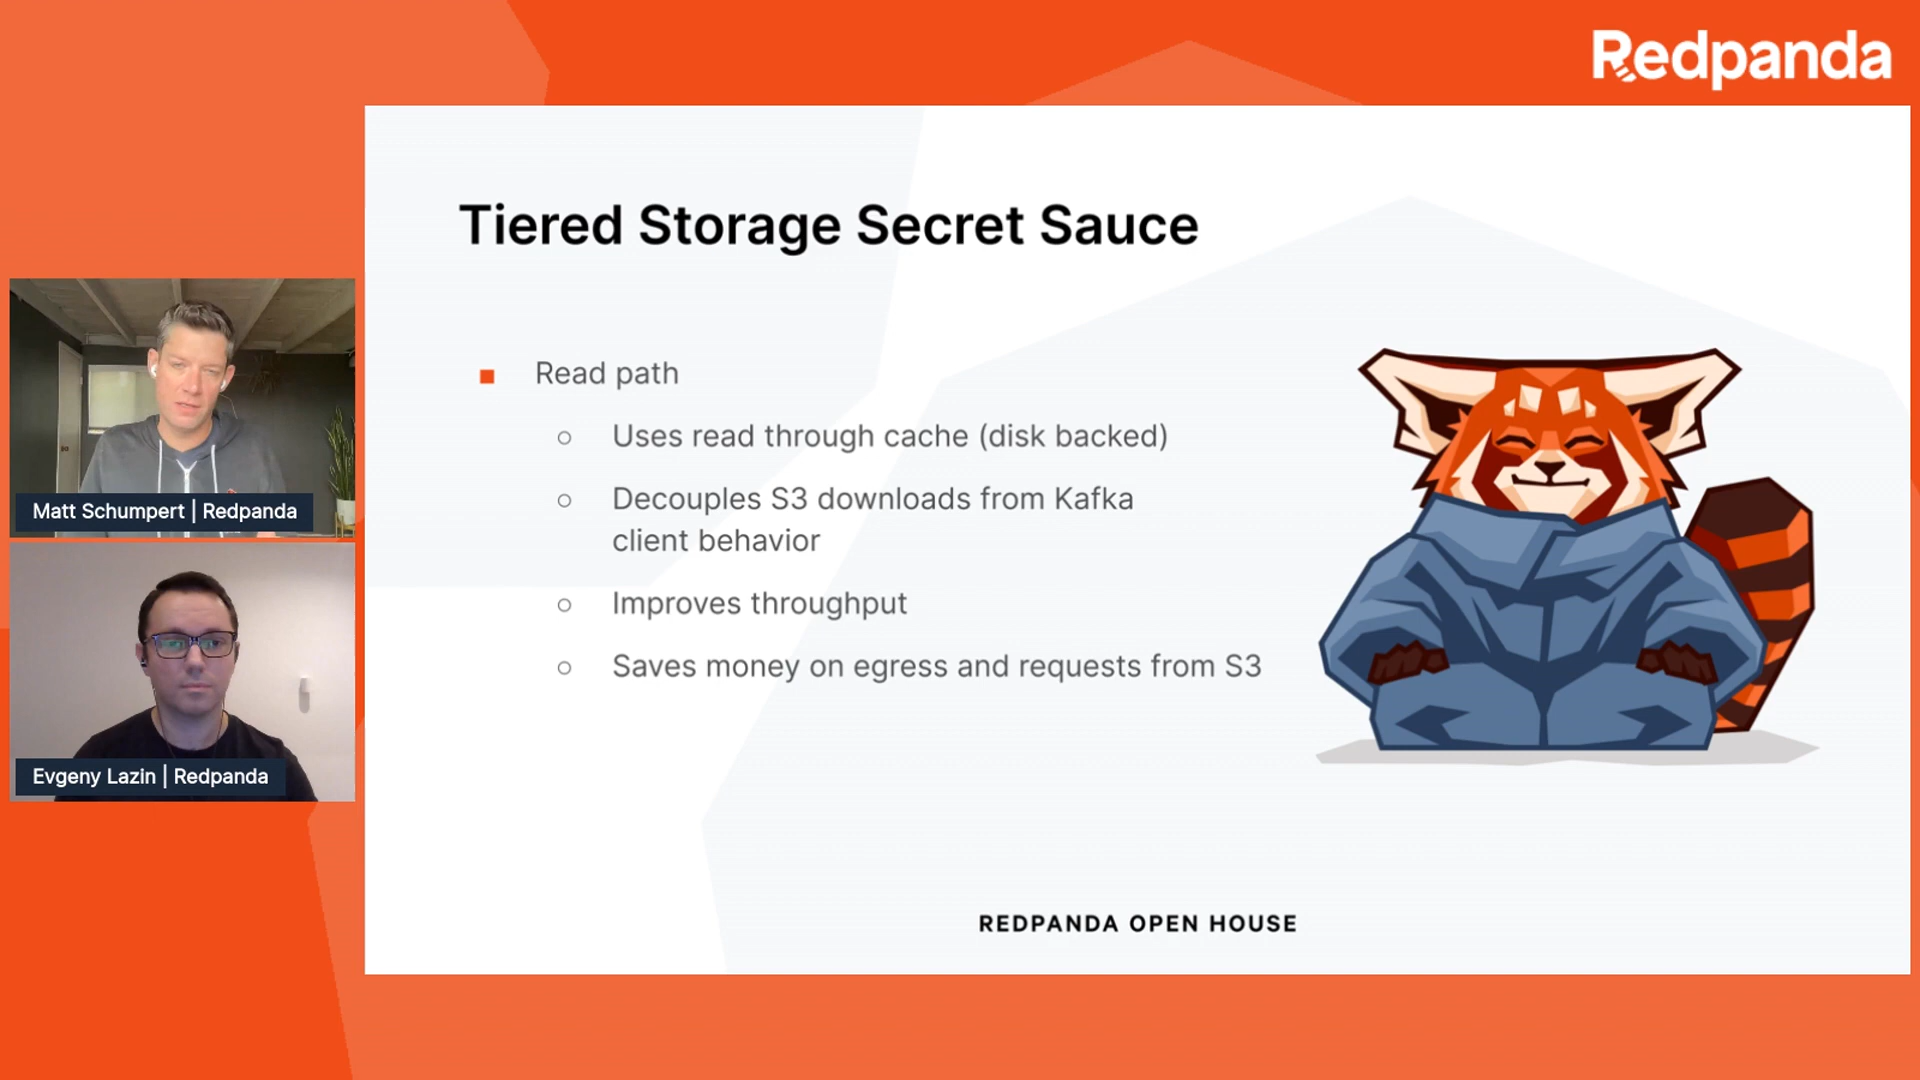 Redpanda
Tiered Storage Secret Sauce
Read path
Uses read through cache (disk backed)
Decouples S3 downloads from Kafka
client behavior
Improves throughput
Saves money on egress and requests from S3
Matt Schumpert | Redpanda
Evgeny Lazin | Redpanda
REDPANDA OPEN HOUSE